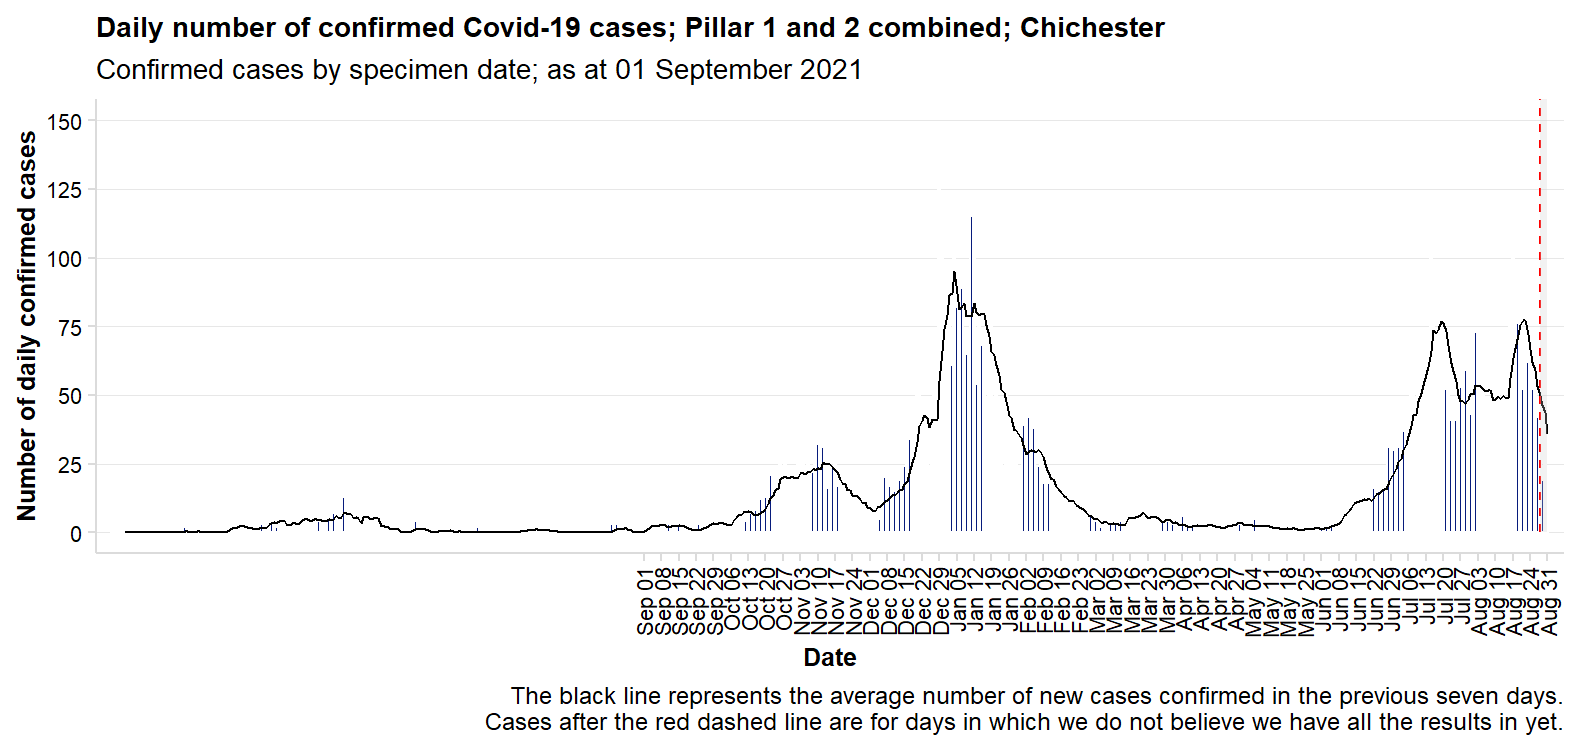 Daily number of confirmed Covid-19 cases; Pillar 1 and 2 combined; Chichester
Confirmed cases by specimen date; as at 01 September 2021
Number of daily confirmed cases
150
125
100
75
50
25
0
Sep 01
Sep 08
Sep 15
Sep 22
Sep 29
Oct 06
Oct 13
Oct 20
Oct 27
Nov 03
Nov 10
Nov 17
Nov 24
Dec 01
Dec 08
Dec 15
Dec 22
Dec 29
Jan 05
Jan 12
Jan 19
Jan 26
Feb 02
Feb 09
Feb 16
Feb 23
Mar 02
Mar 09
Mar 16
Mar 23
Mar 30
Apr 06
Apr 13
Apr 20
Apr 27
May 04
May 11
May 18
May 25
Jun 01
Jun 08
Jun 15
Jun 22
Jun 29
Jul 06
Jul 13
Jul 20
Jul 27
Aug 03
Aug 10
Aug 17
Aug 24
Aug 31
Date
The black line represents the average number of new cases confirmed in the previous seven days.
Cases after the red dashed line are for days in which we do not believe we have all the results in yet.